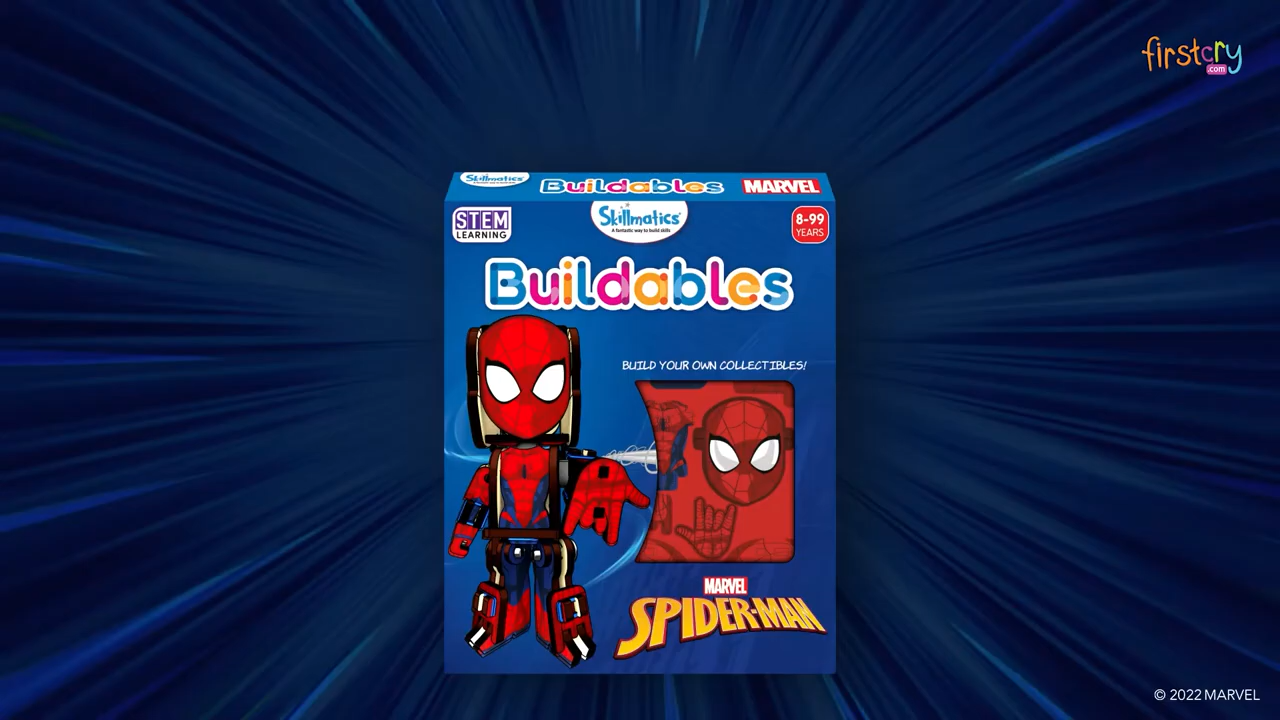 firstcry
.com
Skillmatics
Buildables
MARVEL
STEM
LEARNING
Skillmatics
A fantastic way to build skills
8-99
YEARS
Buildables
BUILD YOUR OWN COLLECTIBLES!
MARVEL
SPIDER-MAN
© 2022 MARVEL